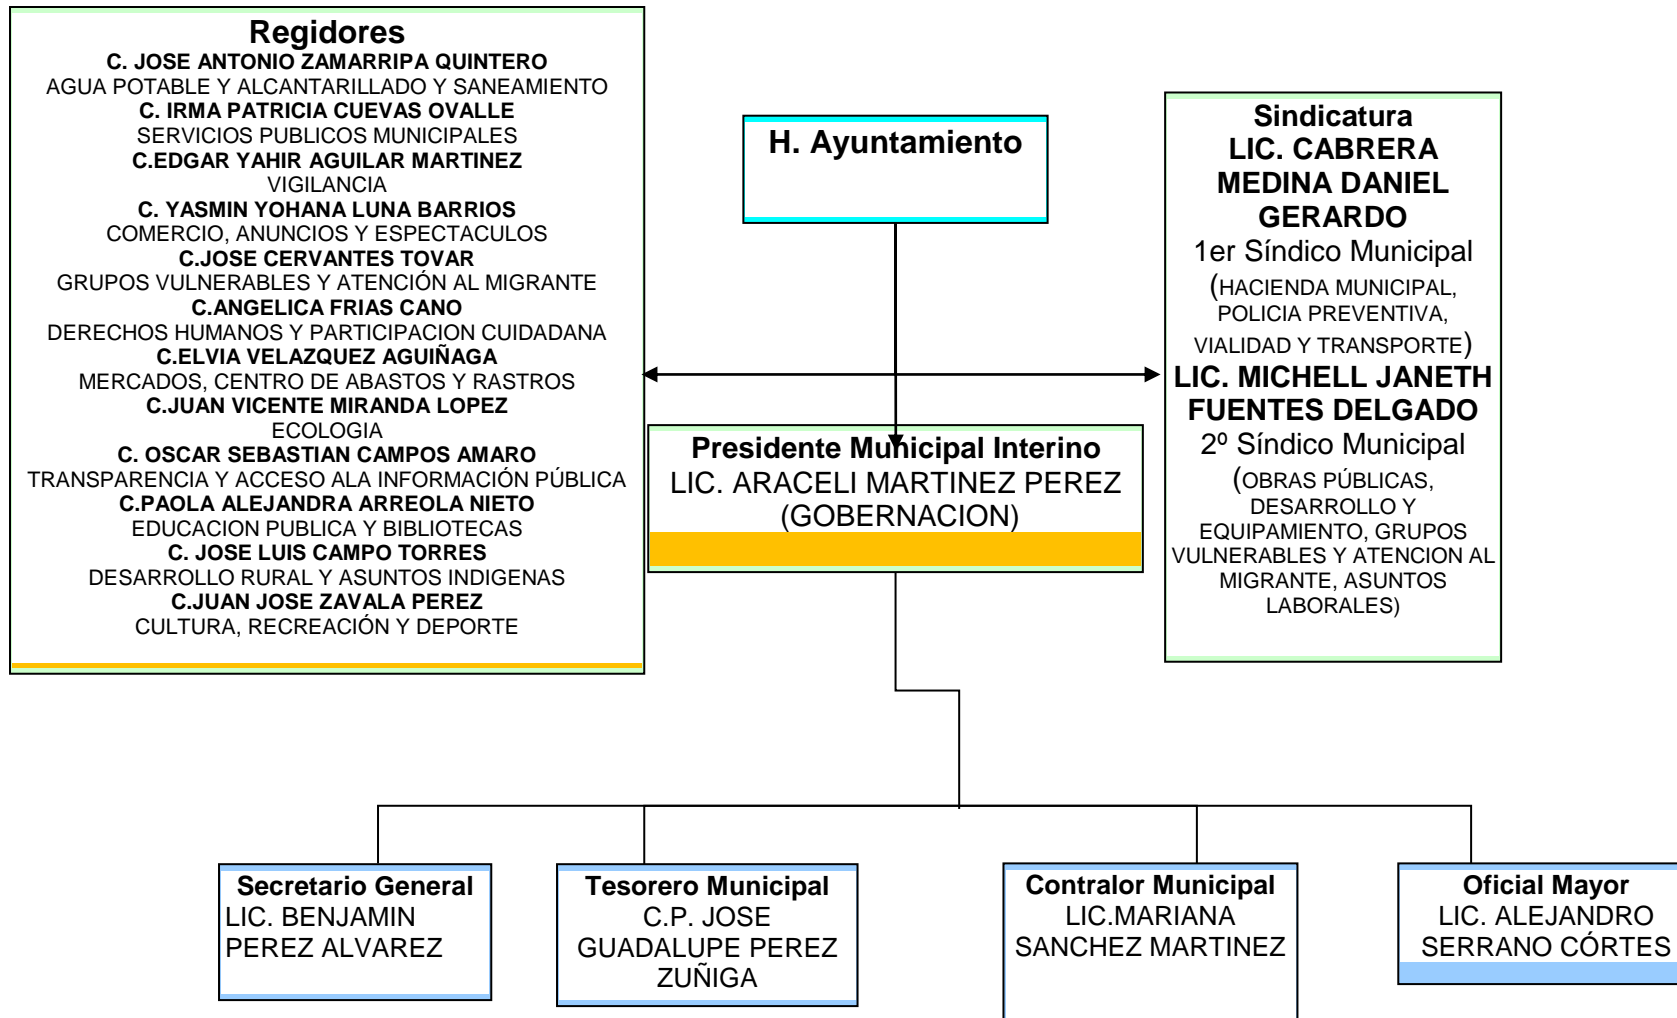 Regidores
C. JOSE ANTONIO ZAMARRIPA QUINTERO
AGUA POTABLE Y ALCANTARILLADO Y SANEAMIENTO
C. IRMA PATRICIA CUEVAS OVALLE
SERVICIOS PUBLICOS MUNICIPALES
C.EDGAR YAHIR AGUILAR MARTINEZ
VIGILANCIA
C. YASMIN YOHANA LUNA BARRIOS
COMERCIO, ANUNCIOS Y ESPECTACULOS
C.JOSE CERVANTES TOVAR
GRUPOS VULNERABLES Y ATENCIÓN AL MIGRANTE
C.ANGELICA FRIAS CANO
DERECHOS HUMANOS Y PARTICIPACION CUIDADANA
C.ELVIA VELAZQUEZ AGUIÑAGA
MERCADOS, CENTRO DE ABASTOS Y RASTROS
C.JUAN VICENTE MIRANDA LOPEZ
ECOLOGIA
C. OSCAR SEBASTIAN CAMPOS AMARO
TRANSPARENCIA Y ACCESO ALA INFORMACIÓN PÚBLICA
C.PAOLA ALEJANDRA ARREOLA NIETO
EDUCACION PUBLICA Y BIBLIOTECAS
C. JOSE LUIS CAMPO TORRES
DESARROLLO RURAL Y ASUNTOS INDIGENAS
C.JUAN JOSE ZAVALA PEREZ
CULTURA, RECREACIÓN Y DEPORTE
H. Ayuntamiento
Sindicatura
LIC. CABRERA
MEDINA DANIEL
GERARDO
1er Síndico Municipal
(HACIENDA MUNICIPAL,
POLICIA PREVENTIVA,
VIALIDAD Y TRANSPORTE)
LIC. MICHELL JANETH
FUENTES DELGADO
2º Síndico Municipal
(OBRAS PÚBLICAS,
DESARROLLO Y
EQUIPAMIENTO, GRUPOS
VULNERABLES Y ATENCION AL
MIGRANTE, ASUNTOS
LABORALES)
Presidente Municipal Interino
LIC. ARACELI MARTINEZ PEREZ
(GOBERNACION)
Secretario General
LIC. BENJAMIN
PEREZ ALVAREZ
Tesorero Municipal
C.P. JOSE
GUADALUPE PEREZ
ZUÑIGA
Contralor Municipal
LIC.MARIANA
SANCHEZ MARTINEZ
Oficial Mayor
LIC. ALEJANDRO
SERRANO CÓRTES